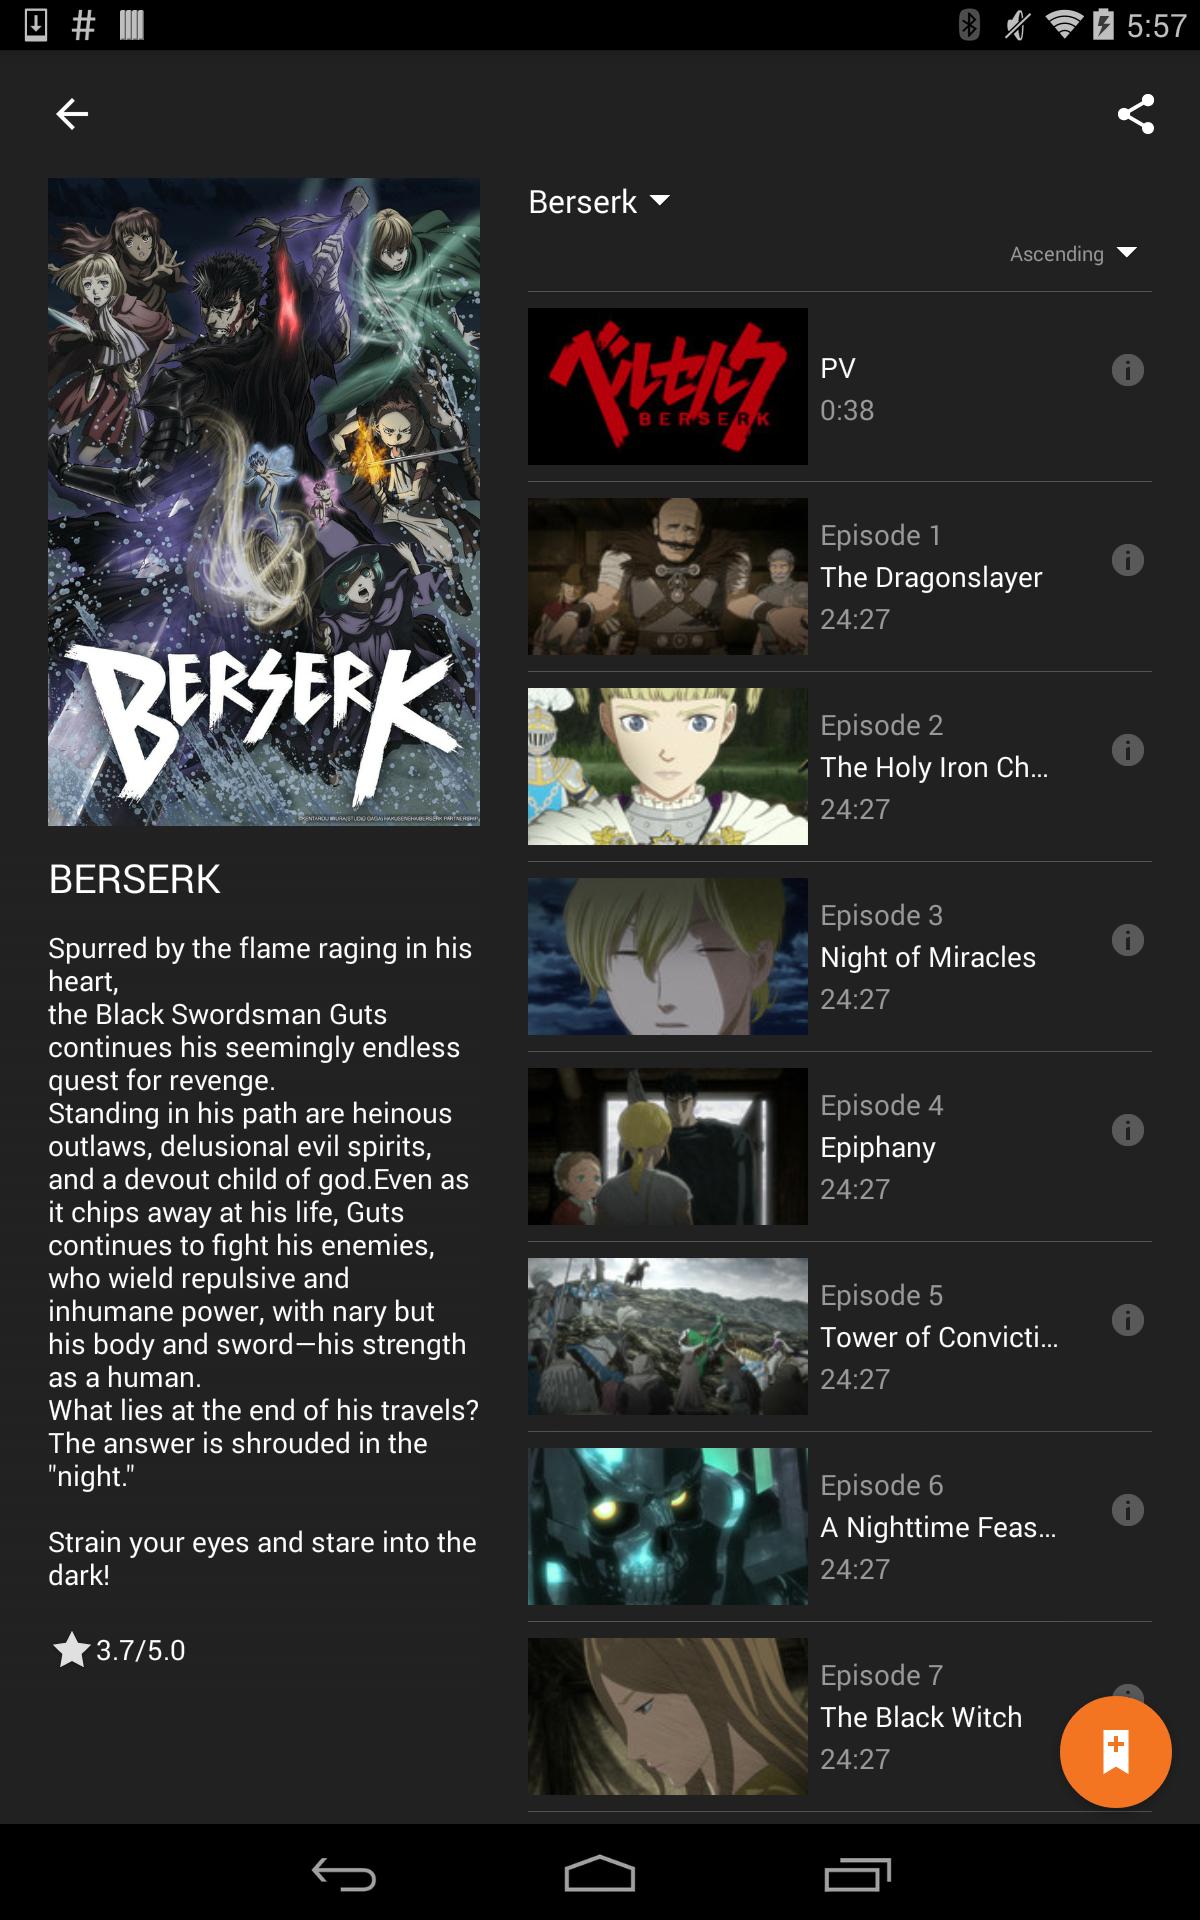 5:57
Berserk
Ascending
ベルセルク
BERSERK
PV
0:38
Episode 1
The Dragonslayer
24:27
Episode 2
The Holy Iron Ch...
24:27
Episode 3
Night of Miracles
24:27
Episode 4
Epiphany
24:27
Episode 5
Tower of Convicti...
24:27
Episode 6
A Nighttime Feas...
24:27
Episode 7
The Black Witch
24:27
BERSERK
©KENTAROU MIURA(STUDIO GAGA) HAKUSENSHA/BERSERK PARTNERSHIP
BERSERK
Spurred by the flame raging in his
heart,
the Black Swordsman Guts
continues his seemingly endless
quest for revenge.
Standing in his path are heinous
outlaws, delusional evil spirits,
and a devout child of god.Even as
it chips away at his life, Guts
continues to fight his enemies,
who wield repulsive and
inhumane power, with nary but
his body and sword—his strength
as a human.
What lies at the end of his travels?
The answer is shrouded in the
"night."
Strain your eyes and stare into the
dark!
3.7/5.0